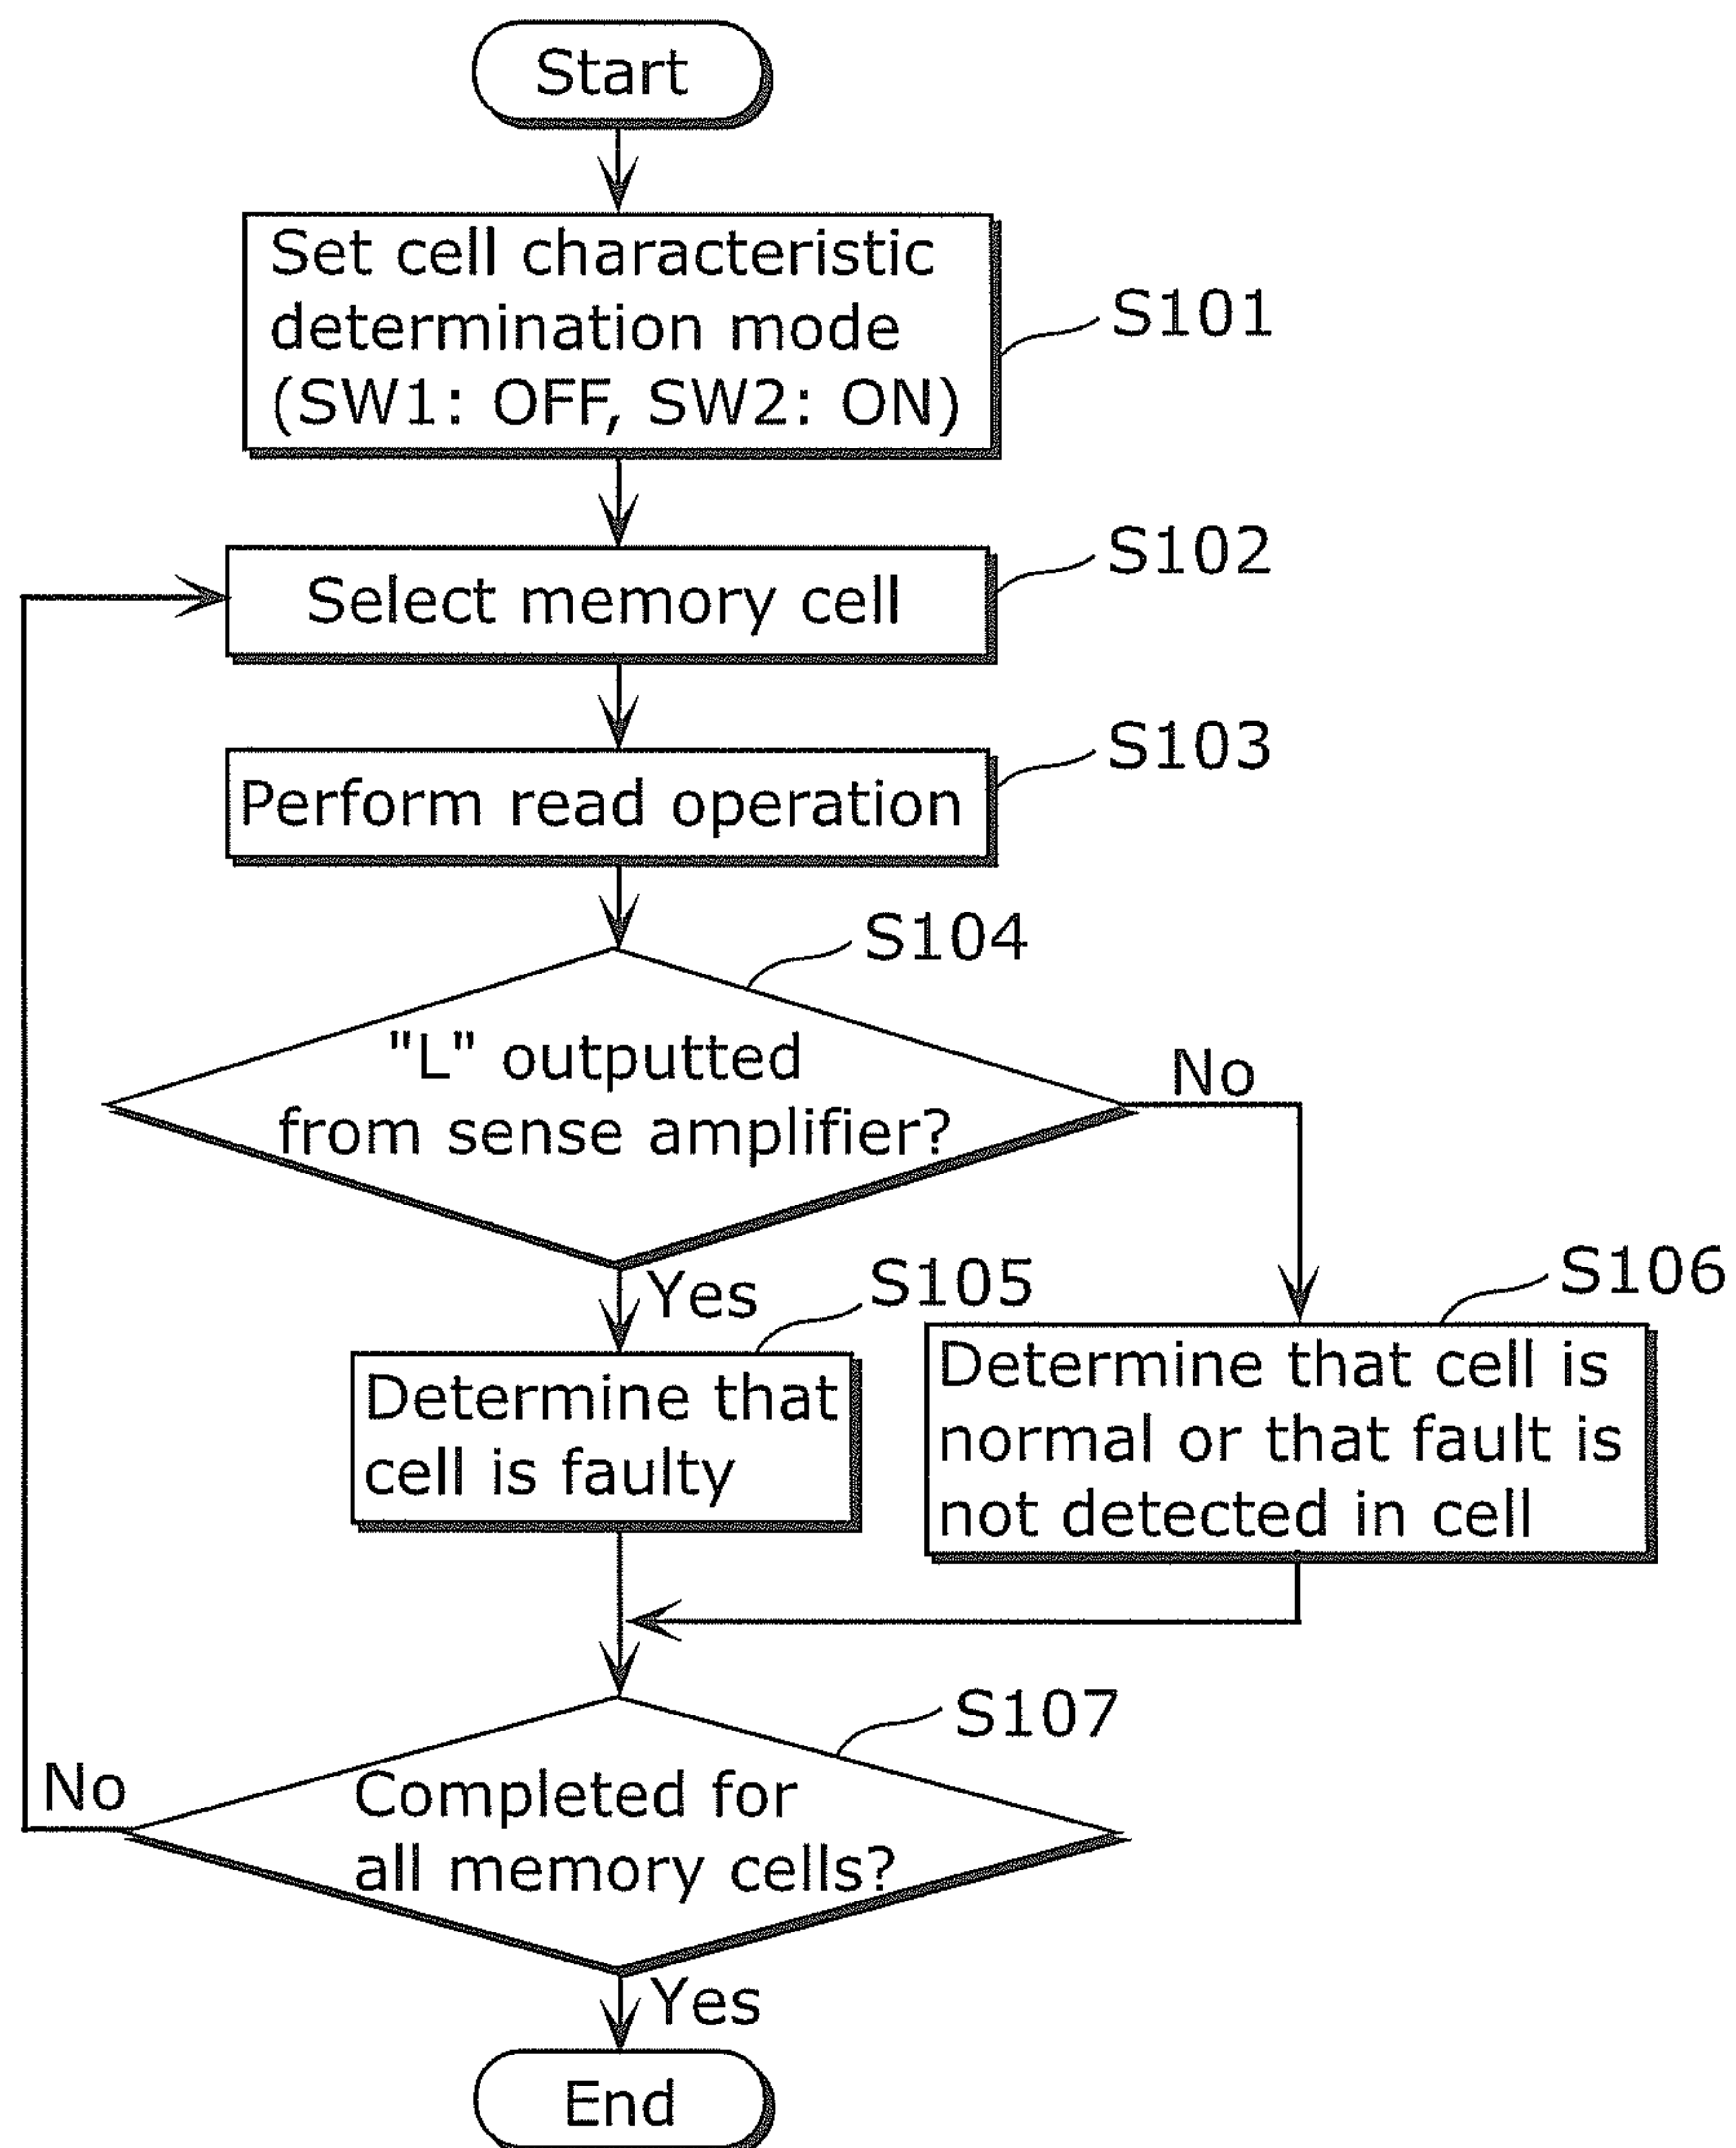 Start
Set cell characteristic
determination mode
(SW1: OFF, SW2: ON)
S101
Select memory cell
S102
Perform read operation
S103
S104
"L" outputted
from sense amplifier?
No
Yes
S105
Determine that
cell is faulty
S106
Determine that cell is
normal or that fault is
not detected in cell
S107
Completed for
all memory cells?
No
Yes
End